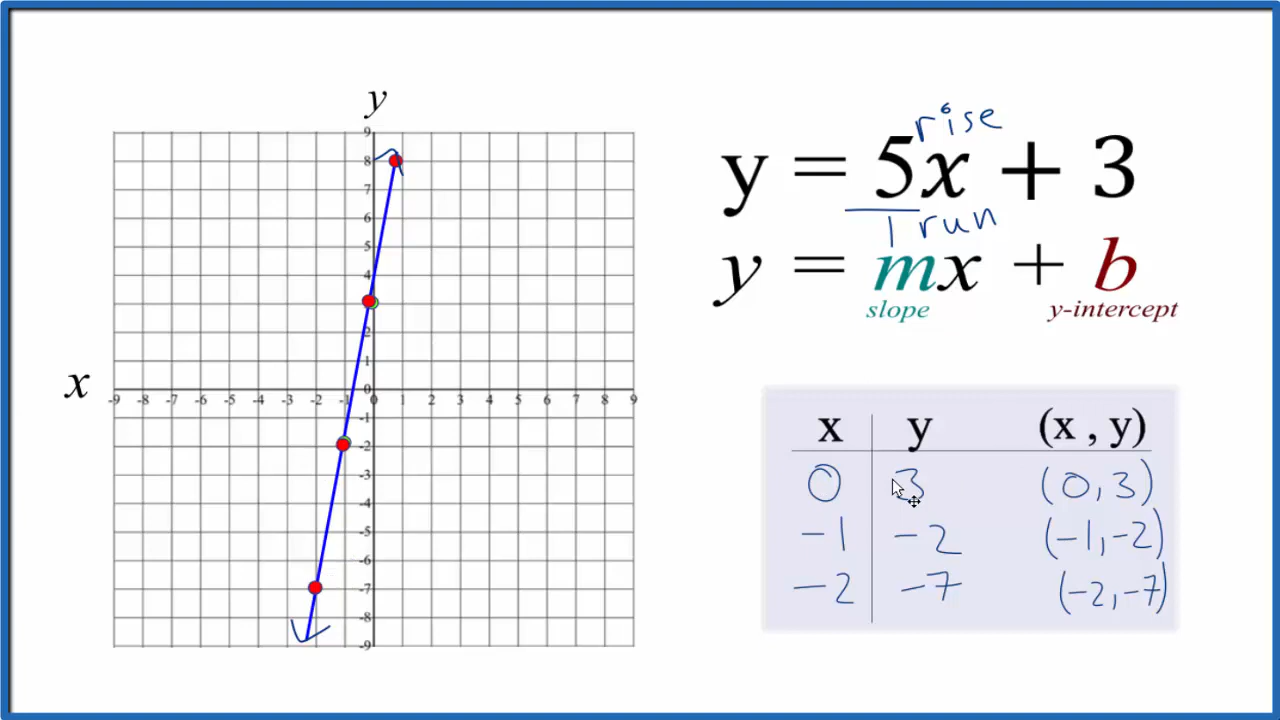 y
9
8
7
6
5
4
2
1
x
-9 -8 -7 -6 -5 -4 -3 -2 -1 0 1 2 3 4 5 6 7 8 9
0
-1
-2
-3
-4
-5
-6
-7
-8
-9
rise
y = 5x + 3
1 run
y = mx + b
slope y-intercept
x y (x , y)
0 3 (0, 3)
-1 -2 (-1, -2)
-2 -7 (-2, -7)